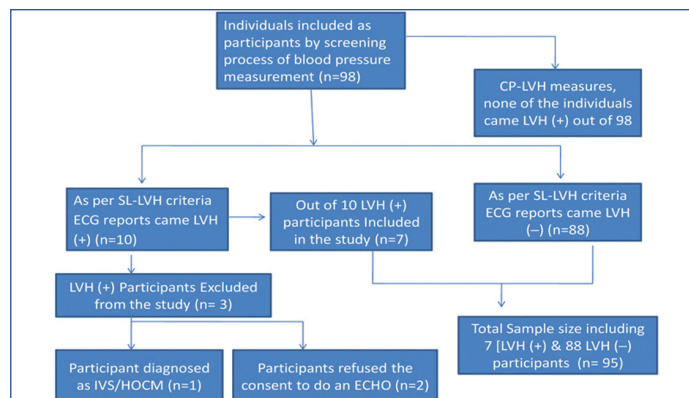 Individuals included as
participants by screening
process of blood pressure
measurement (n=98)
CP-LVH measures,
none of the individuals
came LVH (+) out of 98
As per SL-LVH criteria
ECG reports came LVH
(+) (n=10)
Out of 10 LVH (+)
participants Included
in the study (n=7)
As per SL-LVH criteria
ECG reports came LVH
(–) (n=88)
LVH (+) Participants Excluded
from the study (n= 3)
Participant diagnosed
as IVS/HOCM (n=1)
Participants refused the
consent to do an ECHO (n=2)
Total Sample size including
7 [LVH (+) & 88 LVH (–)
participants (n= 95)